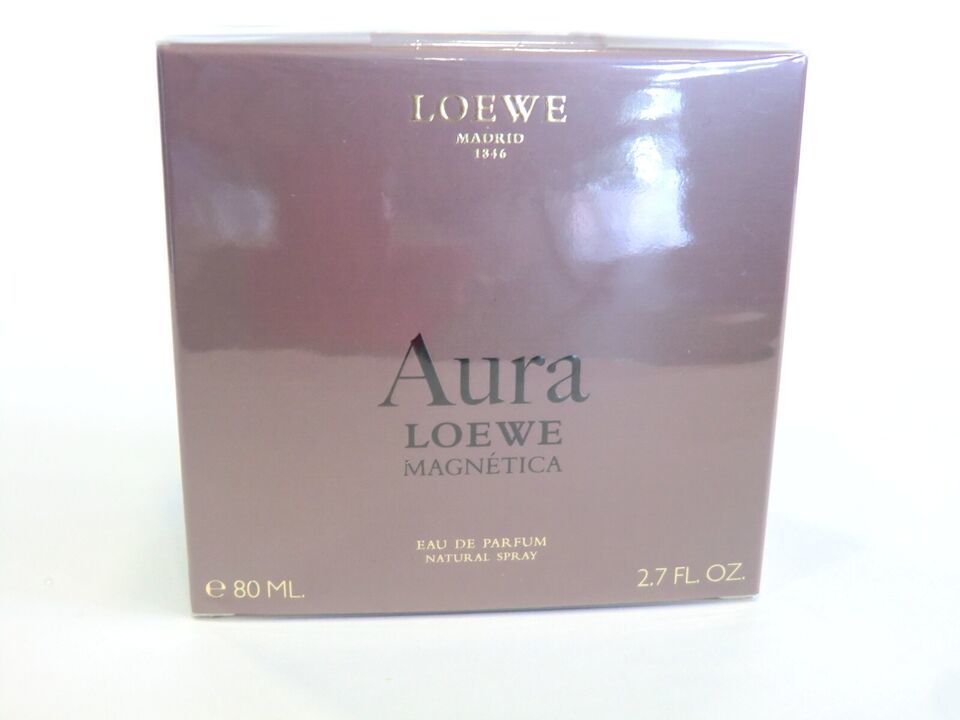 LOEWE
MADRID
1846
Aura
LOEWE
MAGNÉTICA
EAU DE PARFUM
NATURAL SPRAY
℮ 80 ML.
2.7 FL. OZ.